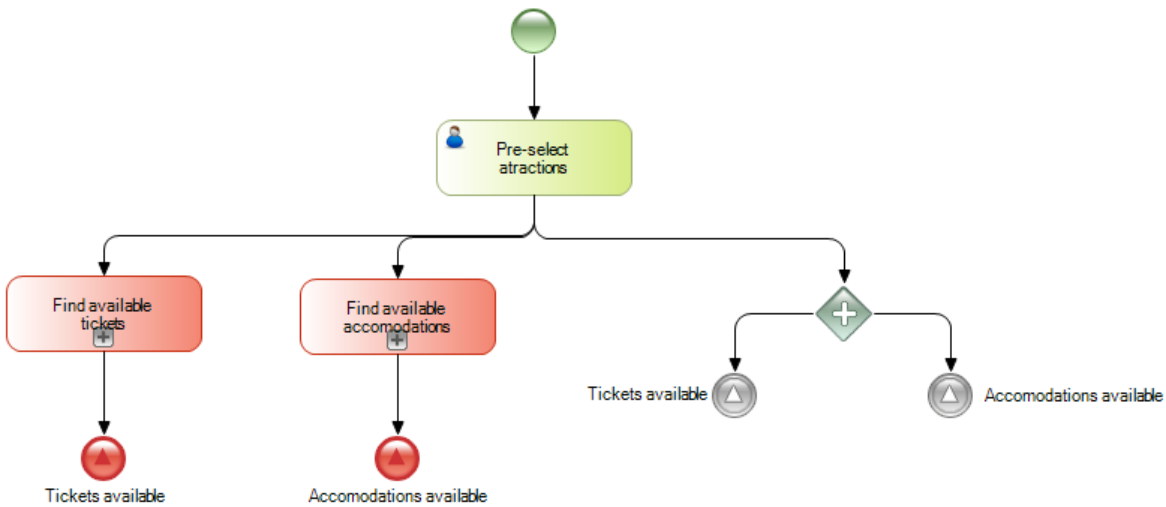 Pre-select
atractions
Find available
tickets
Find available
accomodations
Tickets available
Accomodations available
Tickets available
Accomodations available